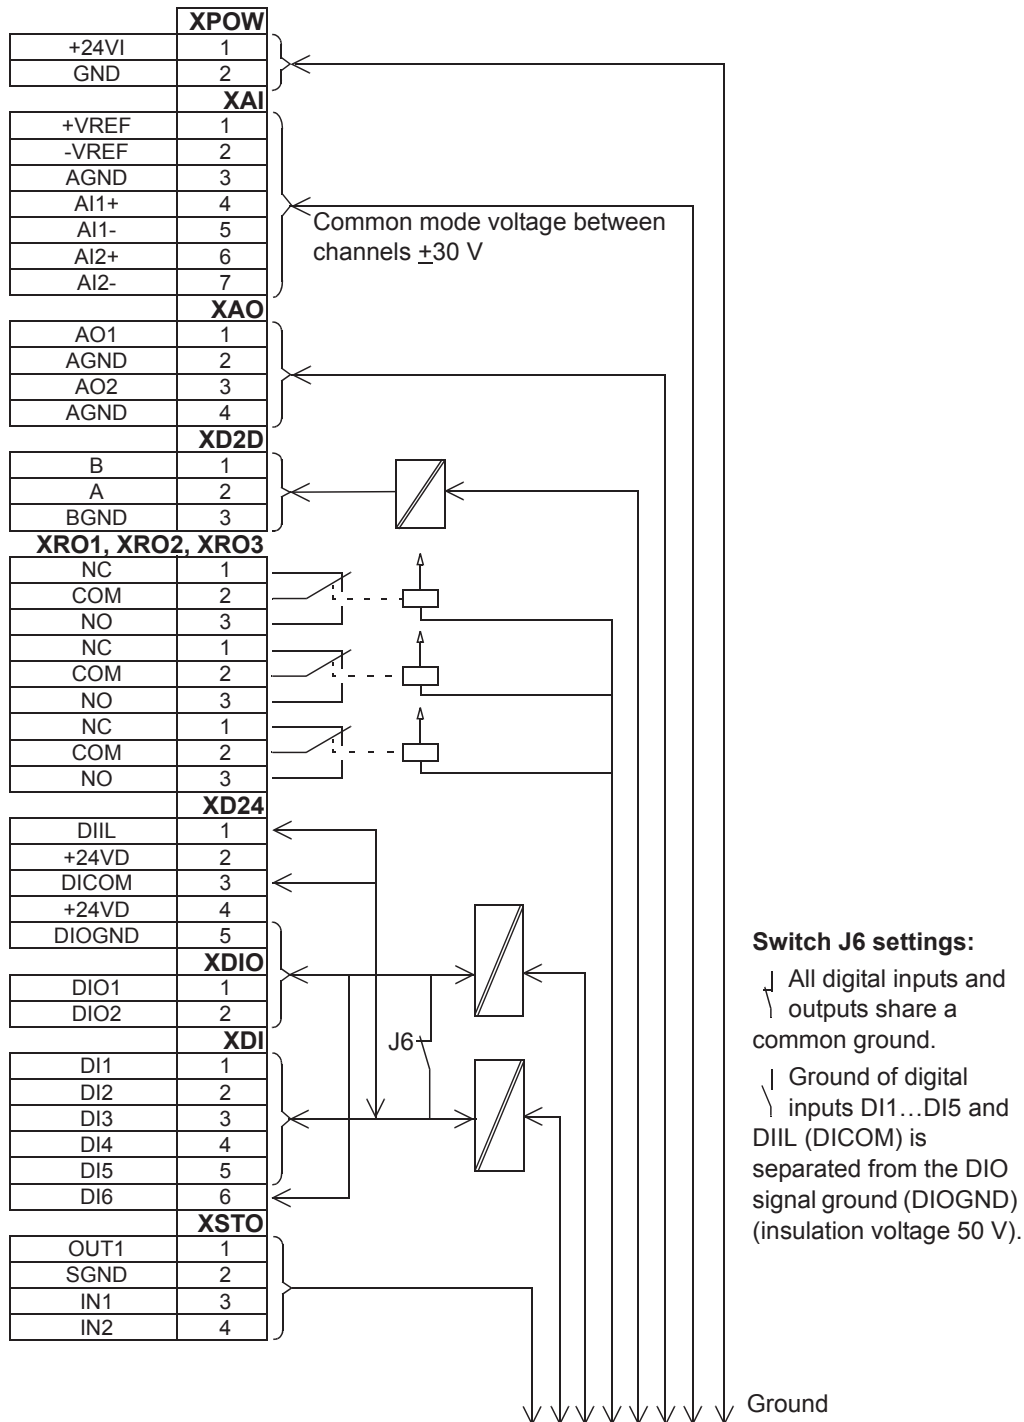 XPOW
+24VI 1
GND 2
XAI
+VREF 1
-VREF 2
AGND 3
AI1+ 4
AI1- 5
AI2+ 6
AI2- 7
Common mode voltage between
channels ±30 V
XAO
AO1 1
AGND 2
AO2 3
AGND 4
XD2D
B 1
A 2
BGND 3
XRO1, XRO2, XRO3
NC 1
COM 2
NO 3
NC 1
COM 2
NO 3
NC 1
COM 2
NO 3
XD24
DIIL 1
+24VD 2
DICOM 3
+24VD 4
DIOGND 5
XDIO
DIO1 1
DIO2 2
XDI
DI1 1
DI2 2
DI3 3
DI4 4
DI5 5
DI6 6
J6
XSTO
OUT1 1
SGND 2
IN1 3
IN2 4
Switch J6 settings:
All digital inputs and
outputs share a
common ground.
Ground of digital
inputs DI1…DI5 and
DIIL (DICOM) is
separated from the DIO
signal ground (DIOGND)
(insulation voltage 50 V).
Ground